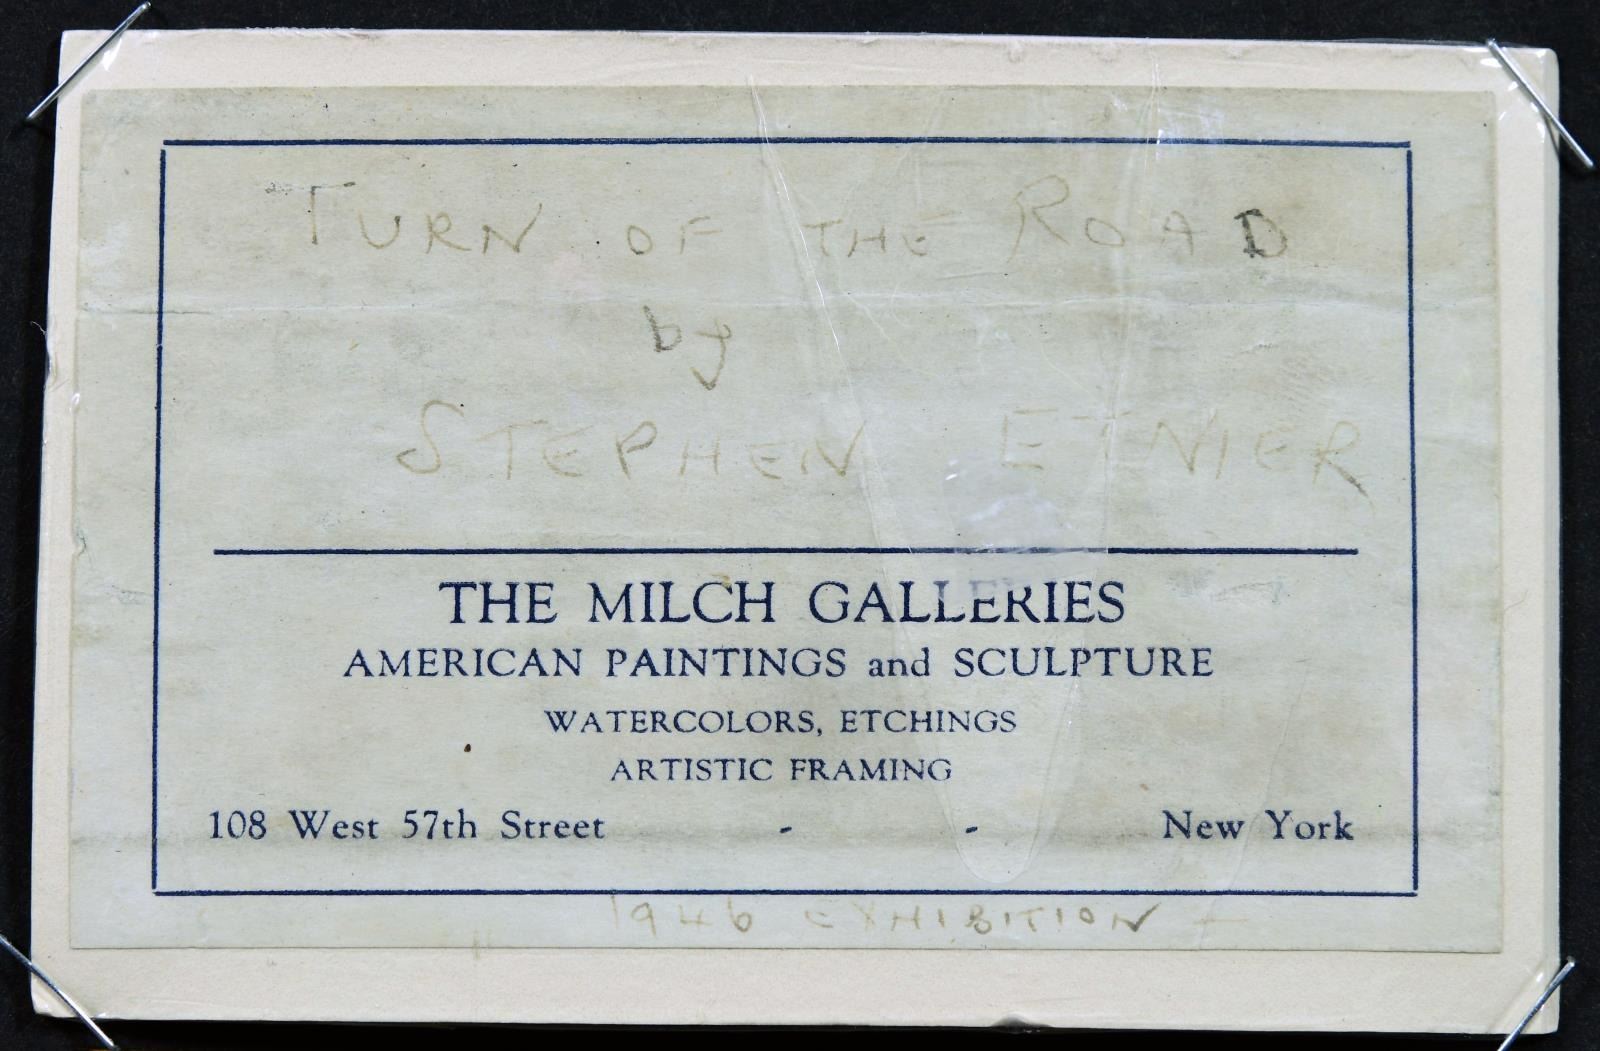 TURN OF THE ROAD
by
STEPHEN ETNIER
THE MILCH GALLERIES
AMERICAN PAINTINGS and SCULPTURE
WATERCOLORS, ETCHINGS
ARTISTIC FRAMING
108 West 57th Street - - New York
1946 EXHIBITION -